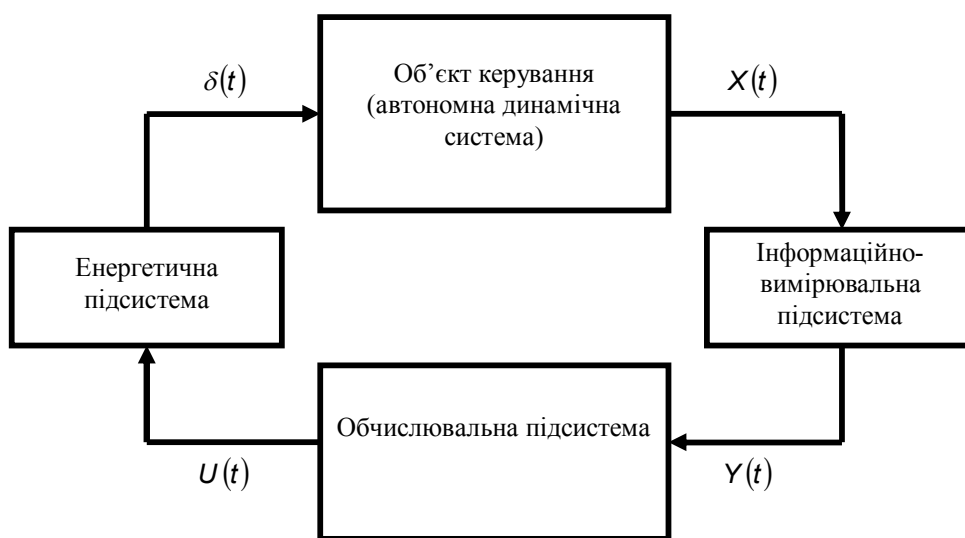 Об’єкт керування
(автономна динамічна
система)
δ(t)
X(t)
Енергетична
підсистема
Інформаційно-
вимірювальна
підсистема
Обчислювальна підсистема
U(t)
Y(t)